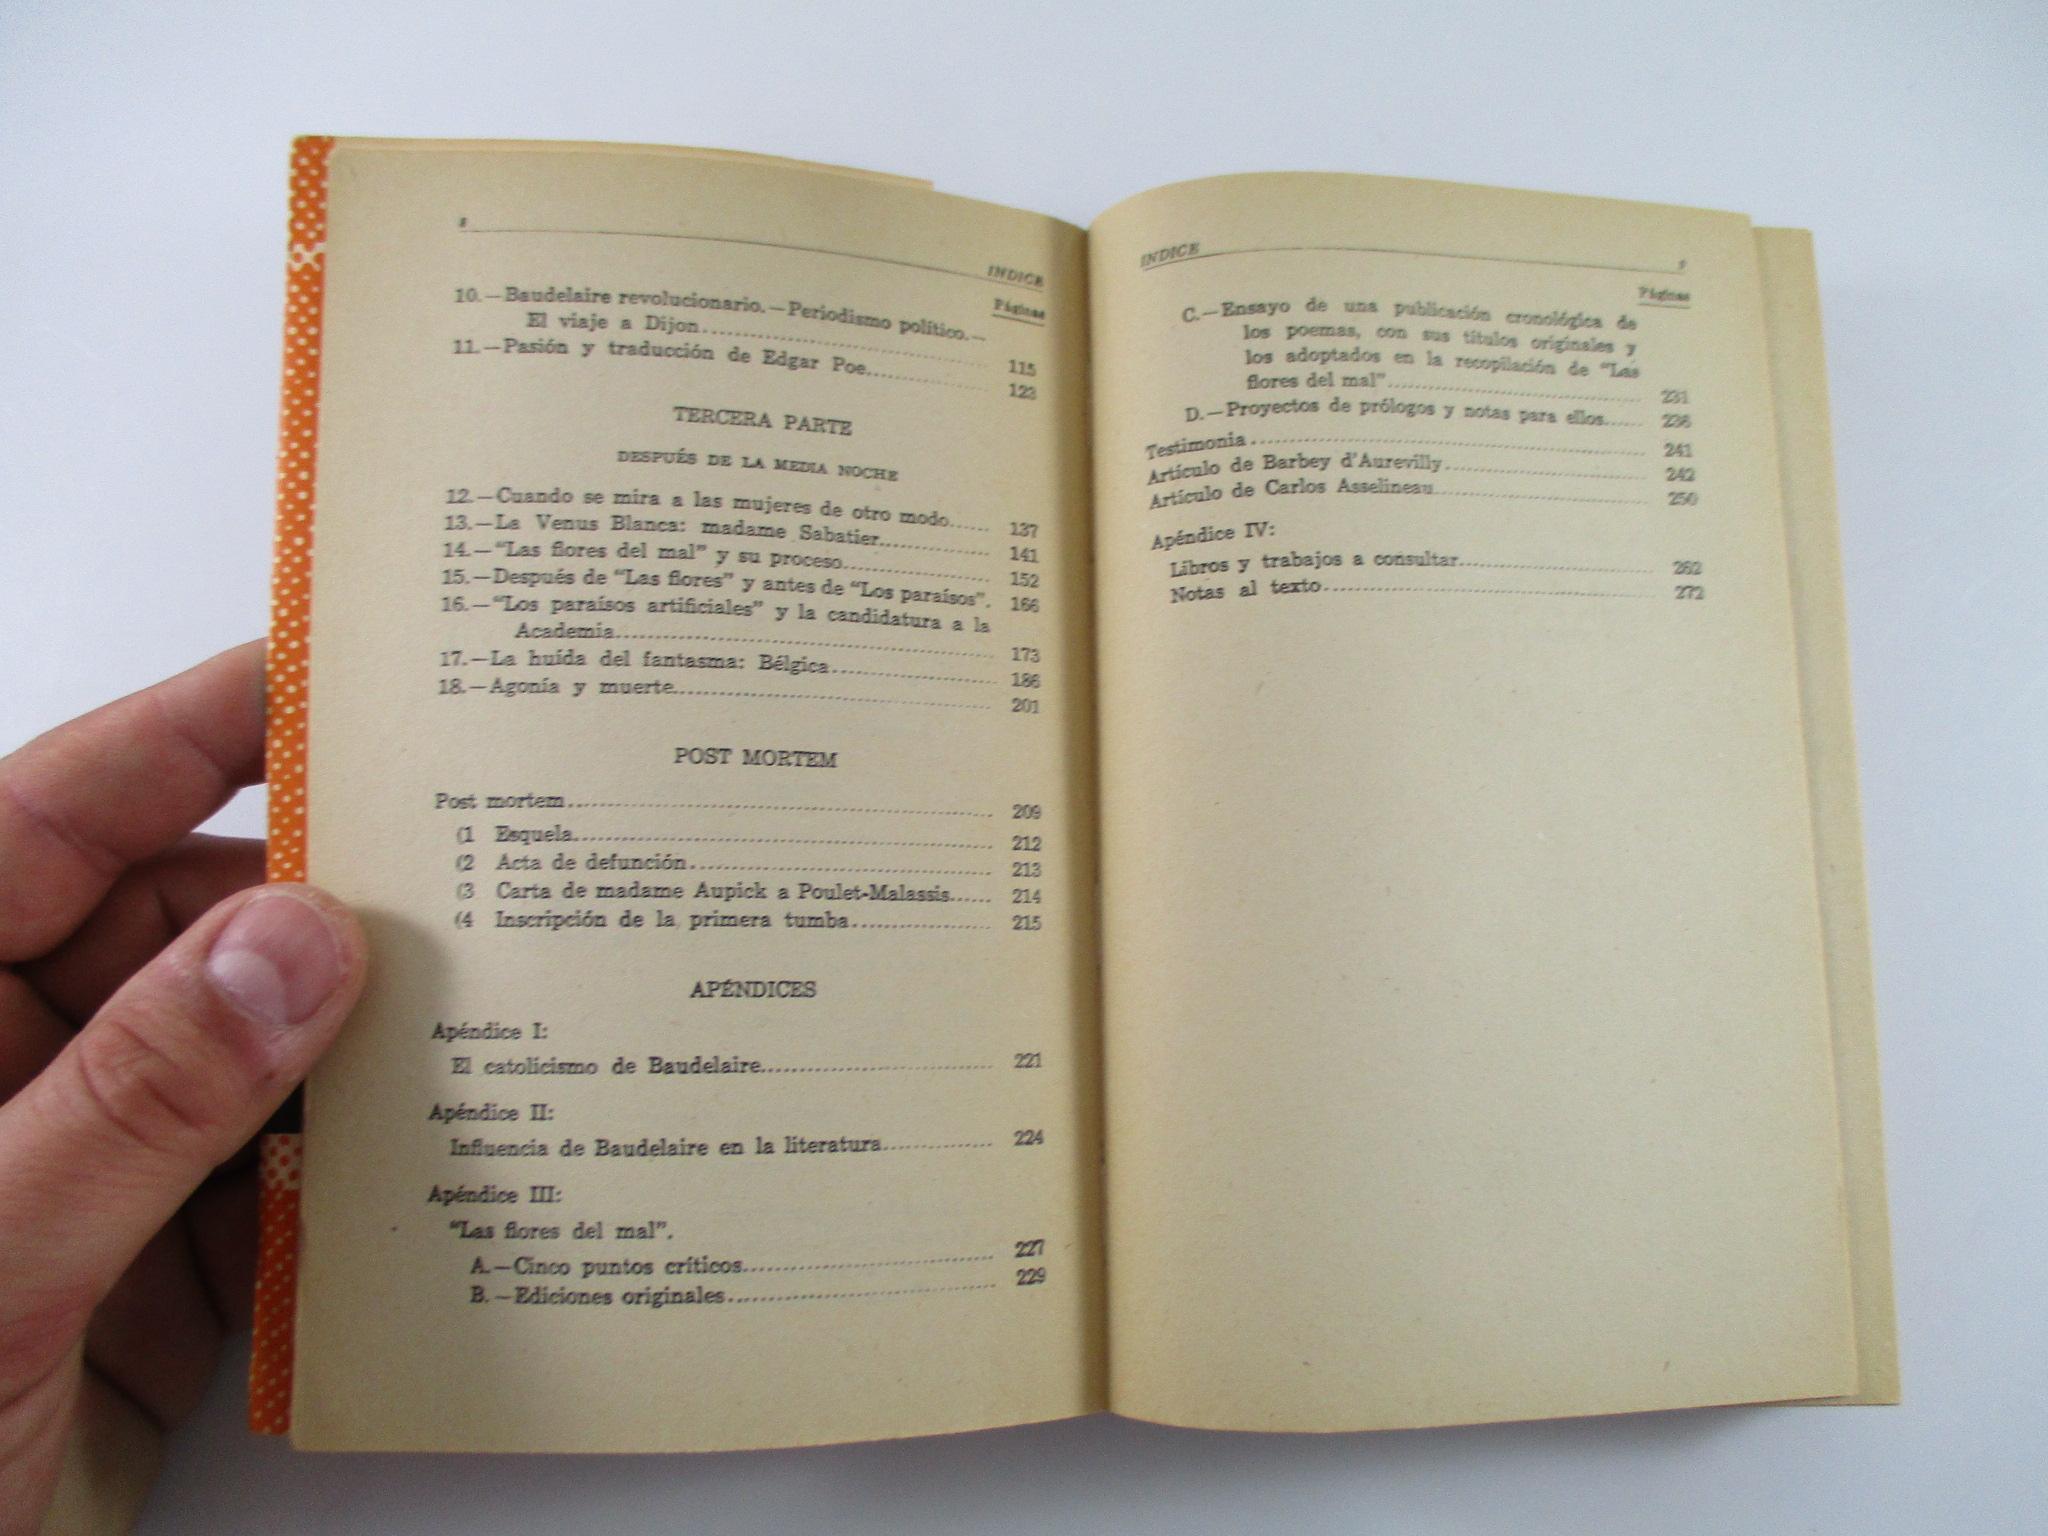 8
INDICE
Páginas
10.—Baudelaire revolucionario.—Periodismo político.—
El viaje a Dijon........ 115
11.—Pasión y traducción de Edgar Poe........ 123
TERCERA PARTE
DESPUÉS DE LA MEDIA NOCHE
12.—Cuando se mira a las mujeres de otro modo...... 137
13.—La Venus Blanca: madame Sabatier........ 141
14.—"Las flores del mal" y su proceso........ 152
15.—Después de "Las flores" y antes de "Los paraísos". 166
16.—"Los paraísos artificiales" y la candidatura a la
Academia........ 173
17.—La huída del fantasma: Bélgica........ 186
18.—Agonía y muerte........ 201
POST MORTEM
Post mortem........ 209
(1 Esquela........ 212
(2 Acta de defunción........ 213
(3 Carta de madame Aupick a Poulet-Malassis...... 214
(4 Inscripción de la primera tumba........ 215
APÉNDICES
Apéndice I:
El catolicismo de Baudelaire........ 221
Apéndice II:
Influencia de Baudelaire en la literatura........ 224
Apéndice III:
"Las flores del mal".
A.—Cinco puntos críticos........ 227
B.—Ediciones originales........ 229
INDICE
9
Páginas
C.—Ensayo de una publicación cronológica de
los poemas, con sus títulos originales y
los adoptados en la recopilación de "Las
flores del mal"........ 231
D.—Proyectos de prólogos y notas para ellos...... 236
Testimonia........ 241
Artículo de Barbey d'Aurevilly........ 242
Artículo de Carlos Asselineau........ 250
Apéndice IV:
Libros y trabajos a consultar........ 262
Notas al texto........ 272